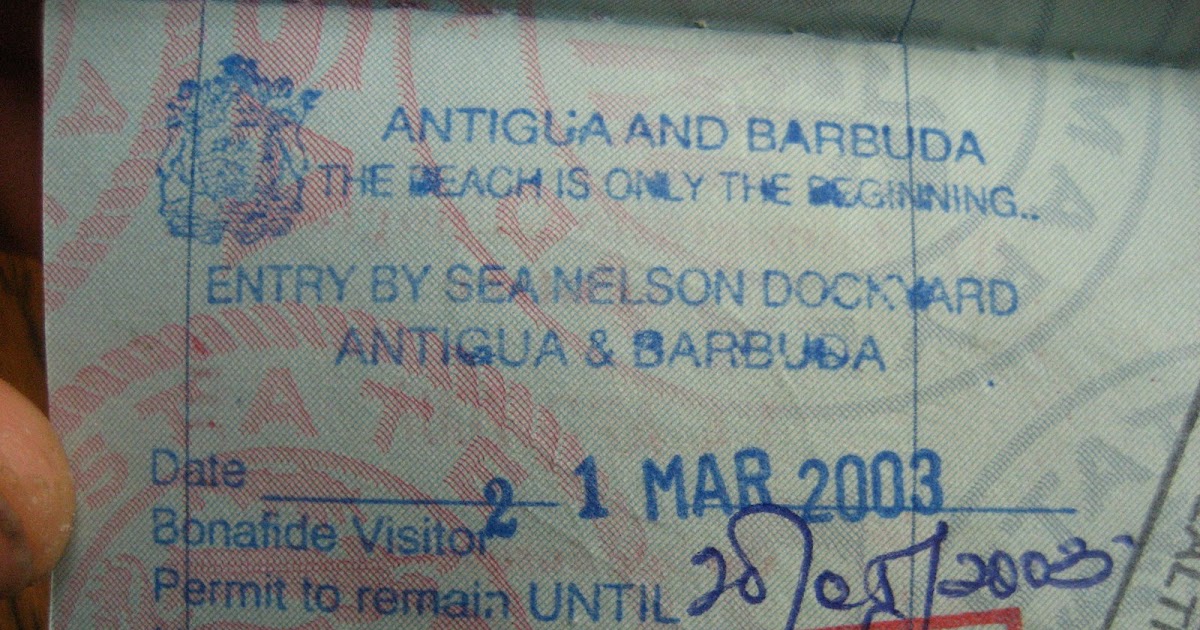 ANTIGUA AND BARBUDA
THE BEACH IS ONLY THE BEGINNING..
ENTRY BY SEA NELSON DOCKYARD
ANTIGUA & BARBUDA
Date 21 MAR 2003
Bonafide Visitor
Permit to remain UNTIL